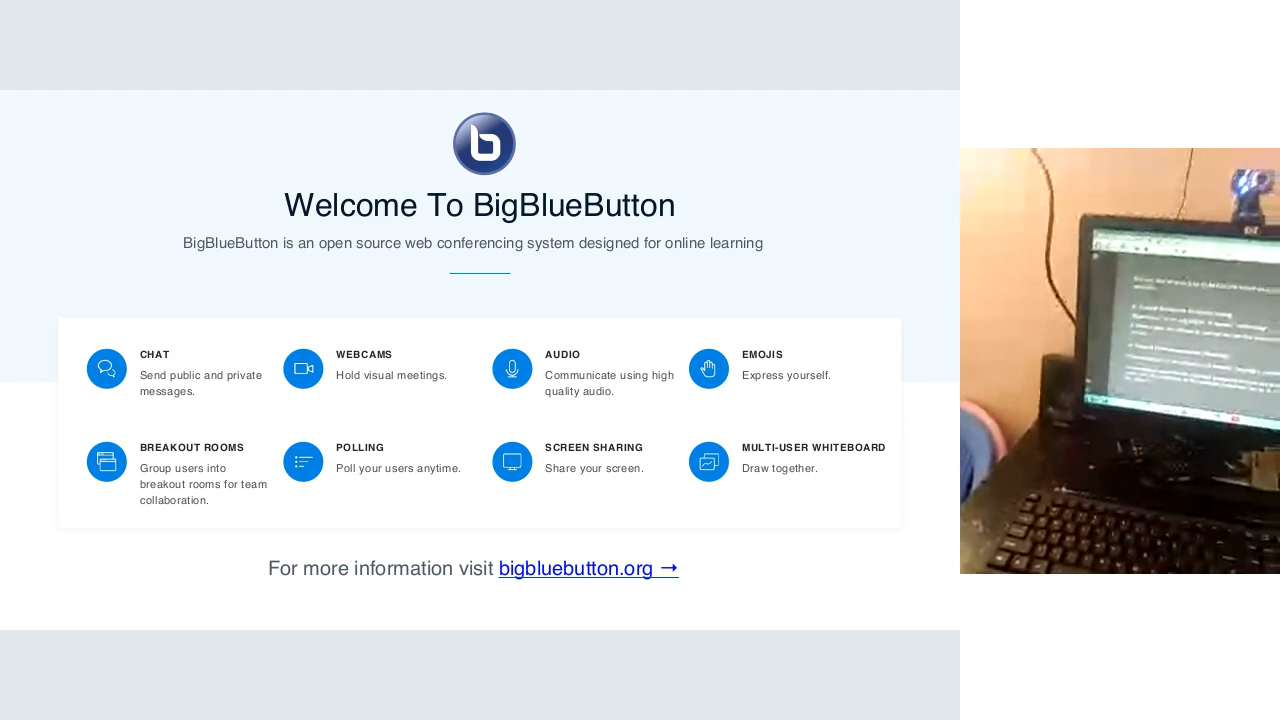 Welcome To BigBlueButton
BigBlueButton is an open source web conferencing system designed for online learning
CHAT
Send public and private
messages.
WEBCAMS
Hold visual meetings.
AUDIO
Communicate using high
quality audio.
EMOJIS
Express yourself.
BREAKOUT ROOMS
Group users into
breakout rooms for team
collaboration.
POLLING
Poll your users anytime.
SCREEN SHARING
Share your screen.
MULTI-USER WHITEBOARD
Draw together.
For more information visit bigbluebutton.org →